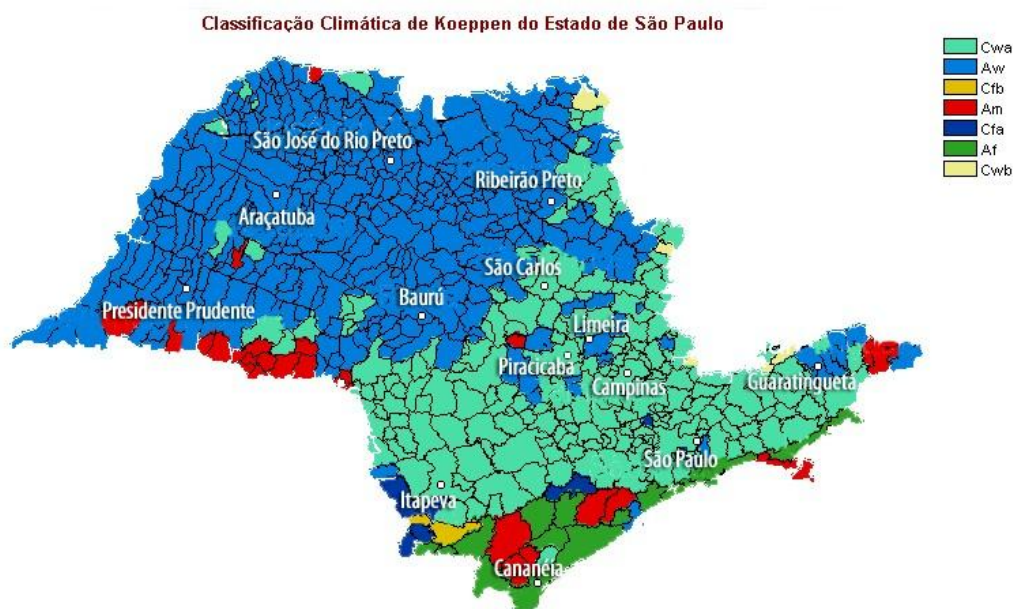 Classificação Climática de Koeppen do Estado de São Paulo
Cwa
Aw
Cfb
Am
Cfa
Af
Cwb
São José do Rio Preto
Ribeirão Preto
Araçatuba
São Carlos
Presidente Prudente
Baurú
Limeira
Piracicaba
Campinas
Guaratinguetá
São Paulo
Itapeva
Cananéia